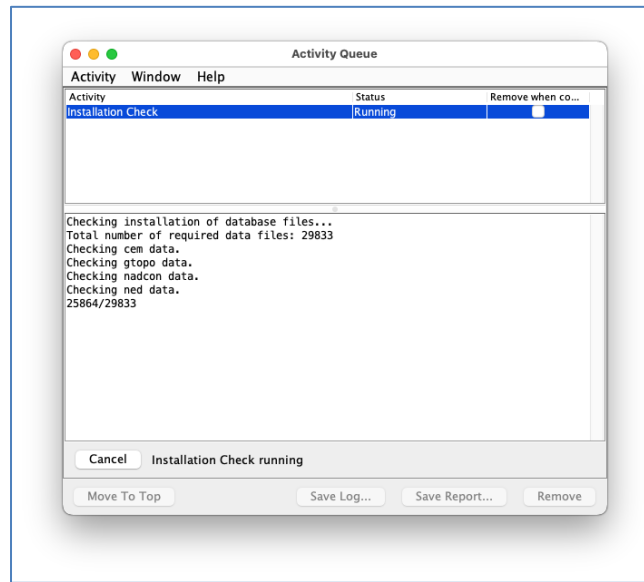 Activity Queue
Activity Window Help
Activity Status Remove when co...
Installation Check Running
Checking installation of database files...
Total number of required data files: 29833
Checking cem data.
Checking gtopo data.
Checking nadcon data.
Checking ned data.
25864/29833
Cancel Installation Check running
Move To Top Save Log... Save Report... Remove